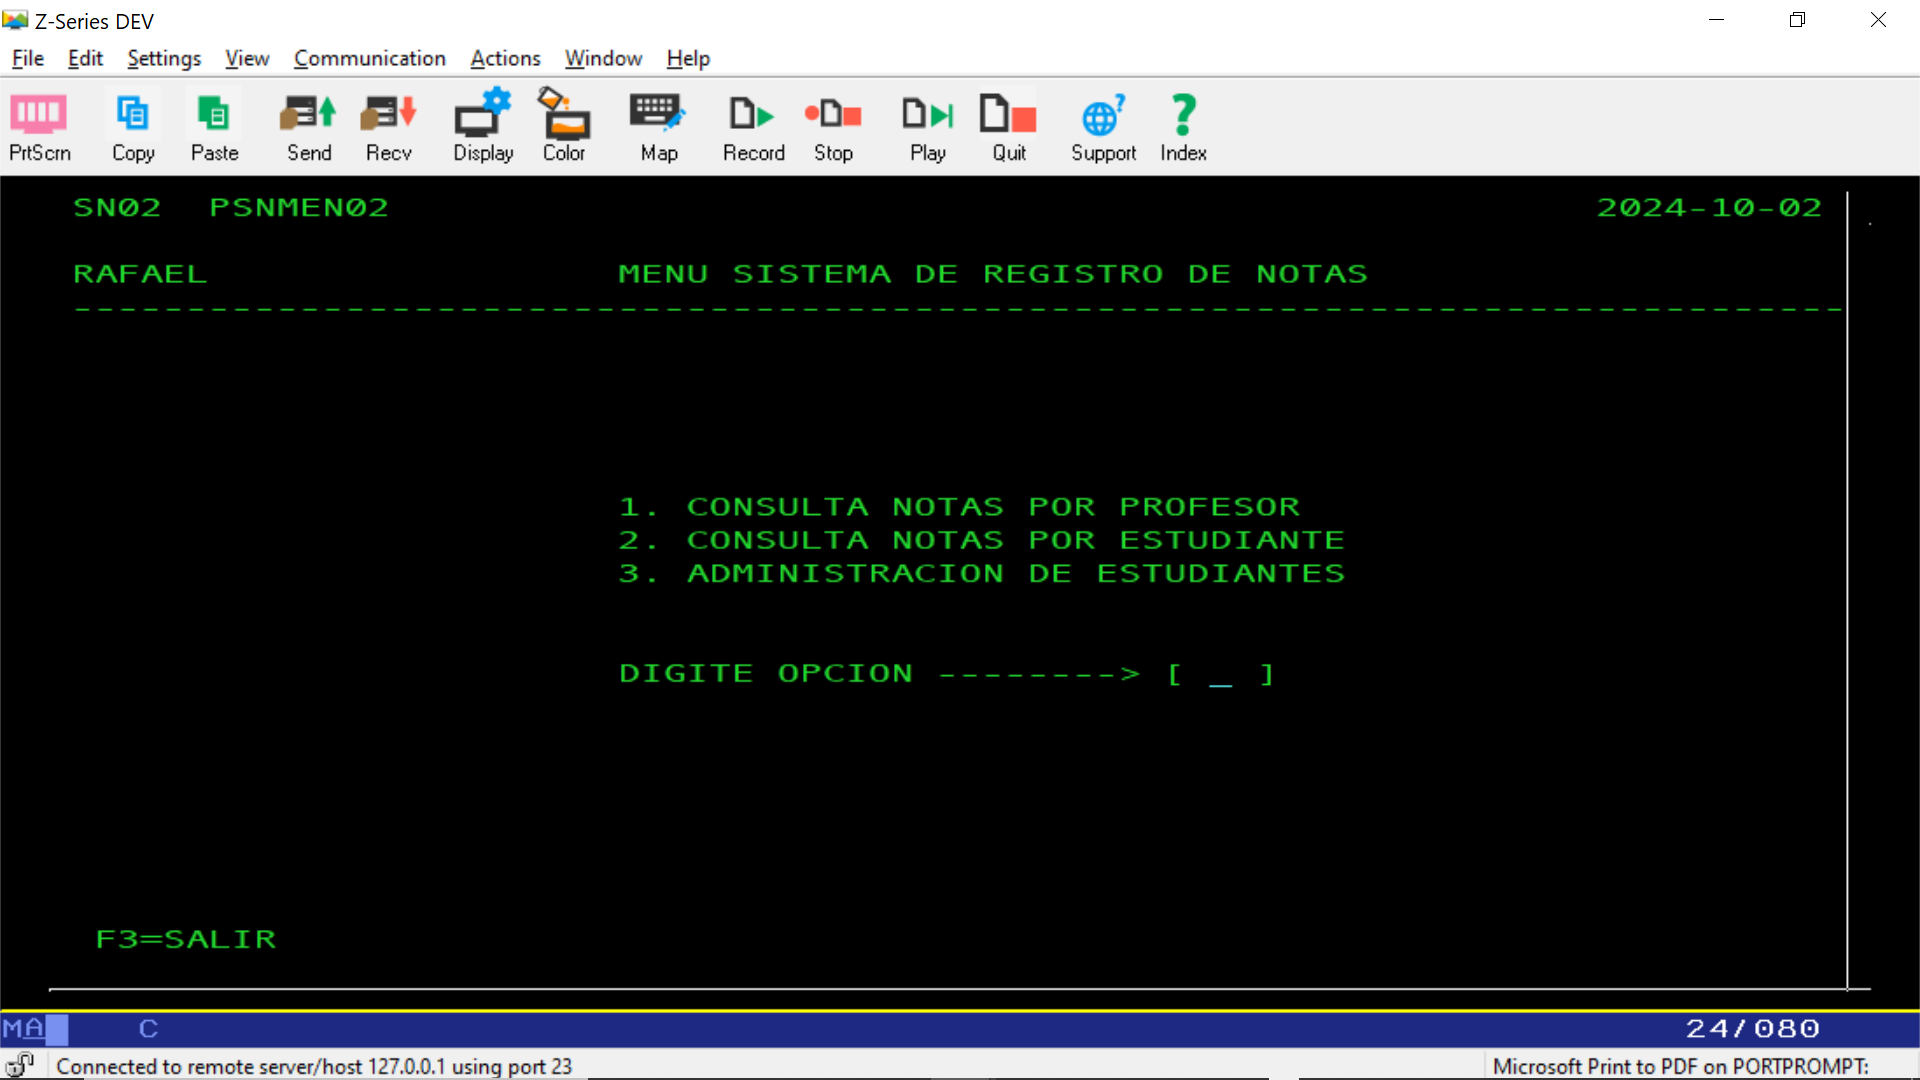 Z-Series DEV
File Edit Settings View Communication Actions Window Help
PrtScrn Copy Paste Send Recv Display Color Map Record Stop Play Quit Support Index
SN02 PSNMEN02 2024-10-02
RAFAEL MENU SISTEMA DE REGISTRO DE NOTAS
------------------------------------------------------------------------------
1. CONSULTA NOTAS POR PROFESOR
2. CONSULTA NOTAS POR ESTUDIANTE
3. ADMINISTRACION DE ESTUDIANTES
DIGITE OPCION --------> [ _ ]
F3=SALIR
MA C 24/080
Connected to remote server/host 127.0.0.1 using port 23 Microsoft Print to PDF on PORTPROMPT: